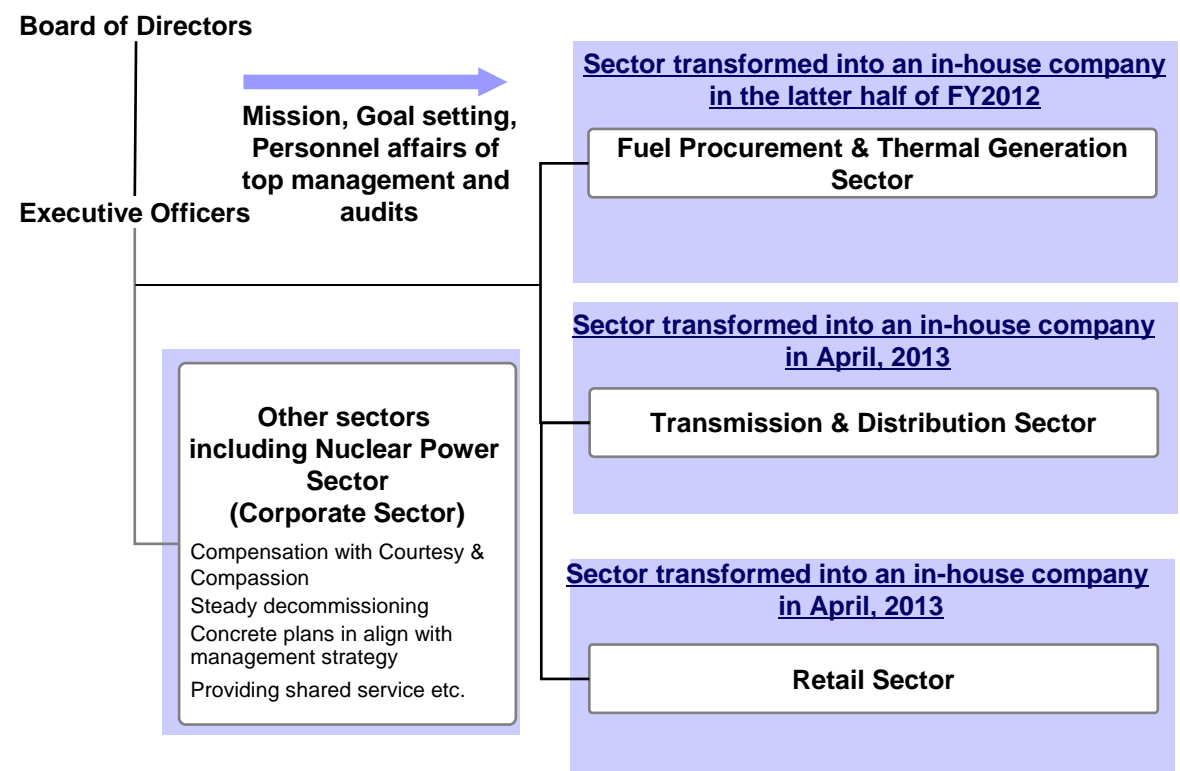 Board of Directors
Mission, Goal setting,
Personnel affairs of
top management and
audits
Executive Officers
Sector transformed into an in-house company
in the latter half of FY2012
Fuel Procurement & Thermal Generation
Sector
Sector transformed into an in-house company
in April, 2013
Transmission & Distribution Sector
Other sectors
including Nuclear Power
Sector
(Corporate Sector)
Compensation with Courtesy &
Compassion
Steady decommissioning
Concrete plans in align with
management strategy
Providing shared service etc.
Sector transformed into an in-house company
in April, 2013
Retail Sector